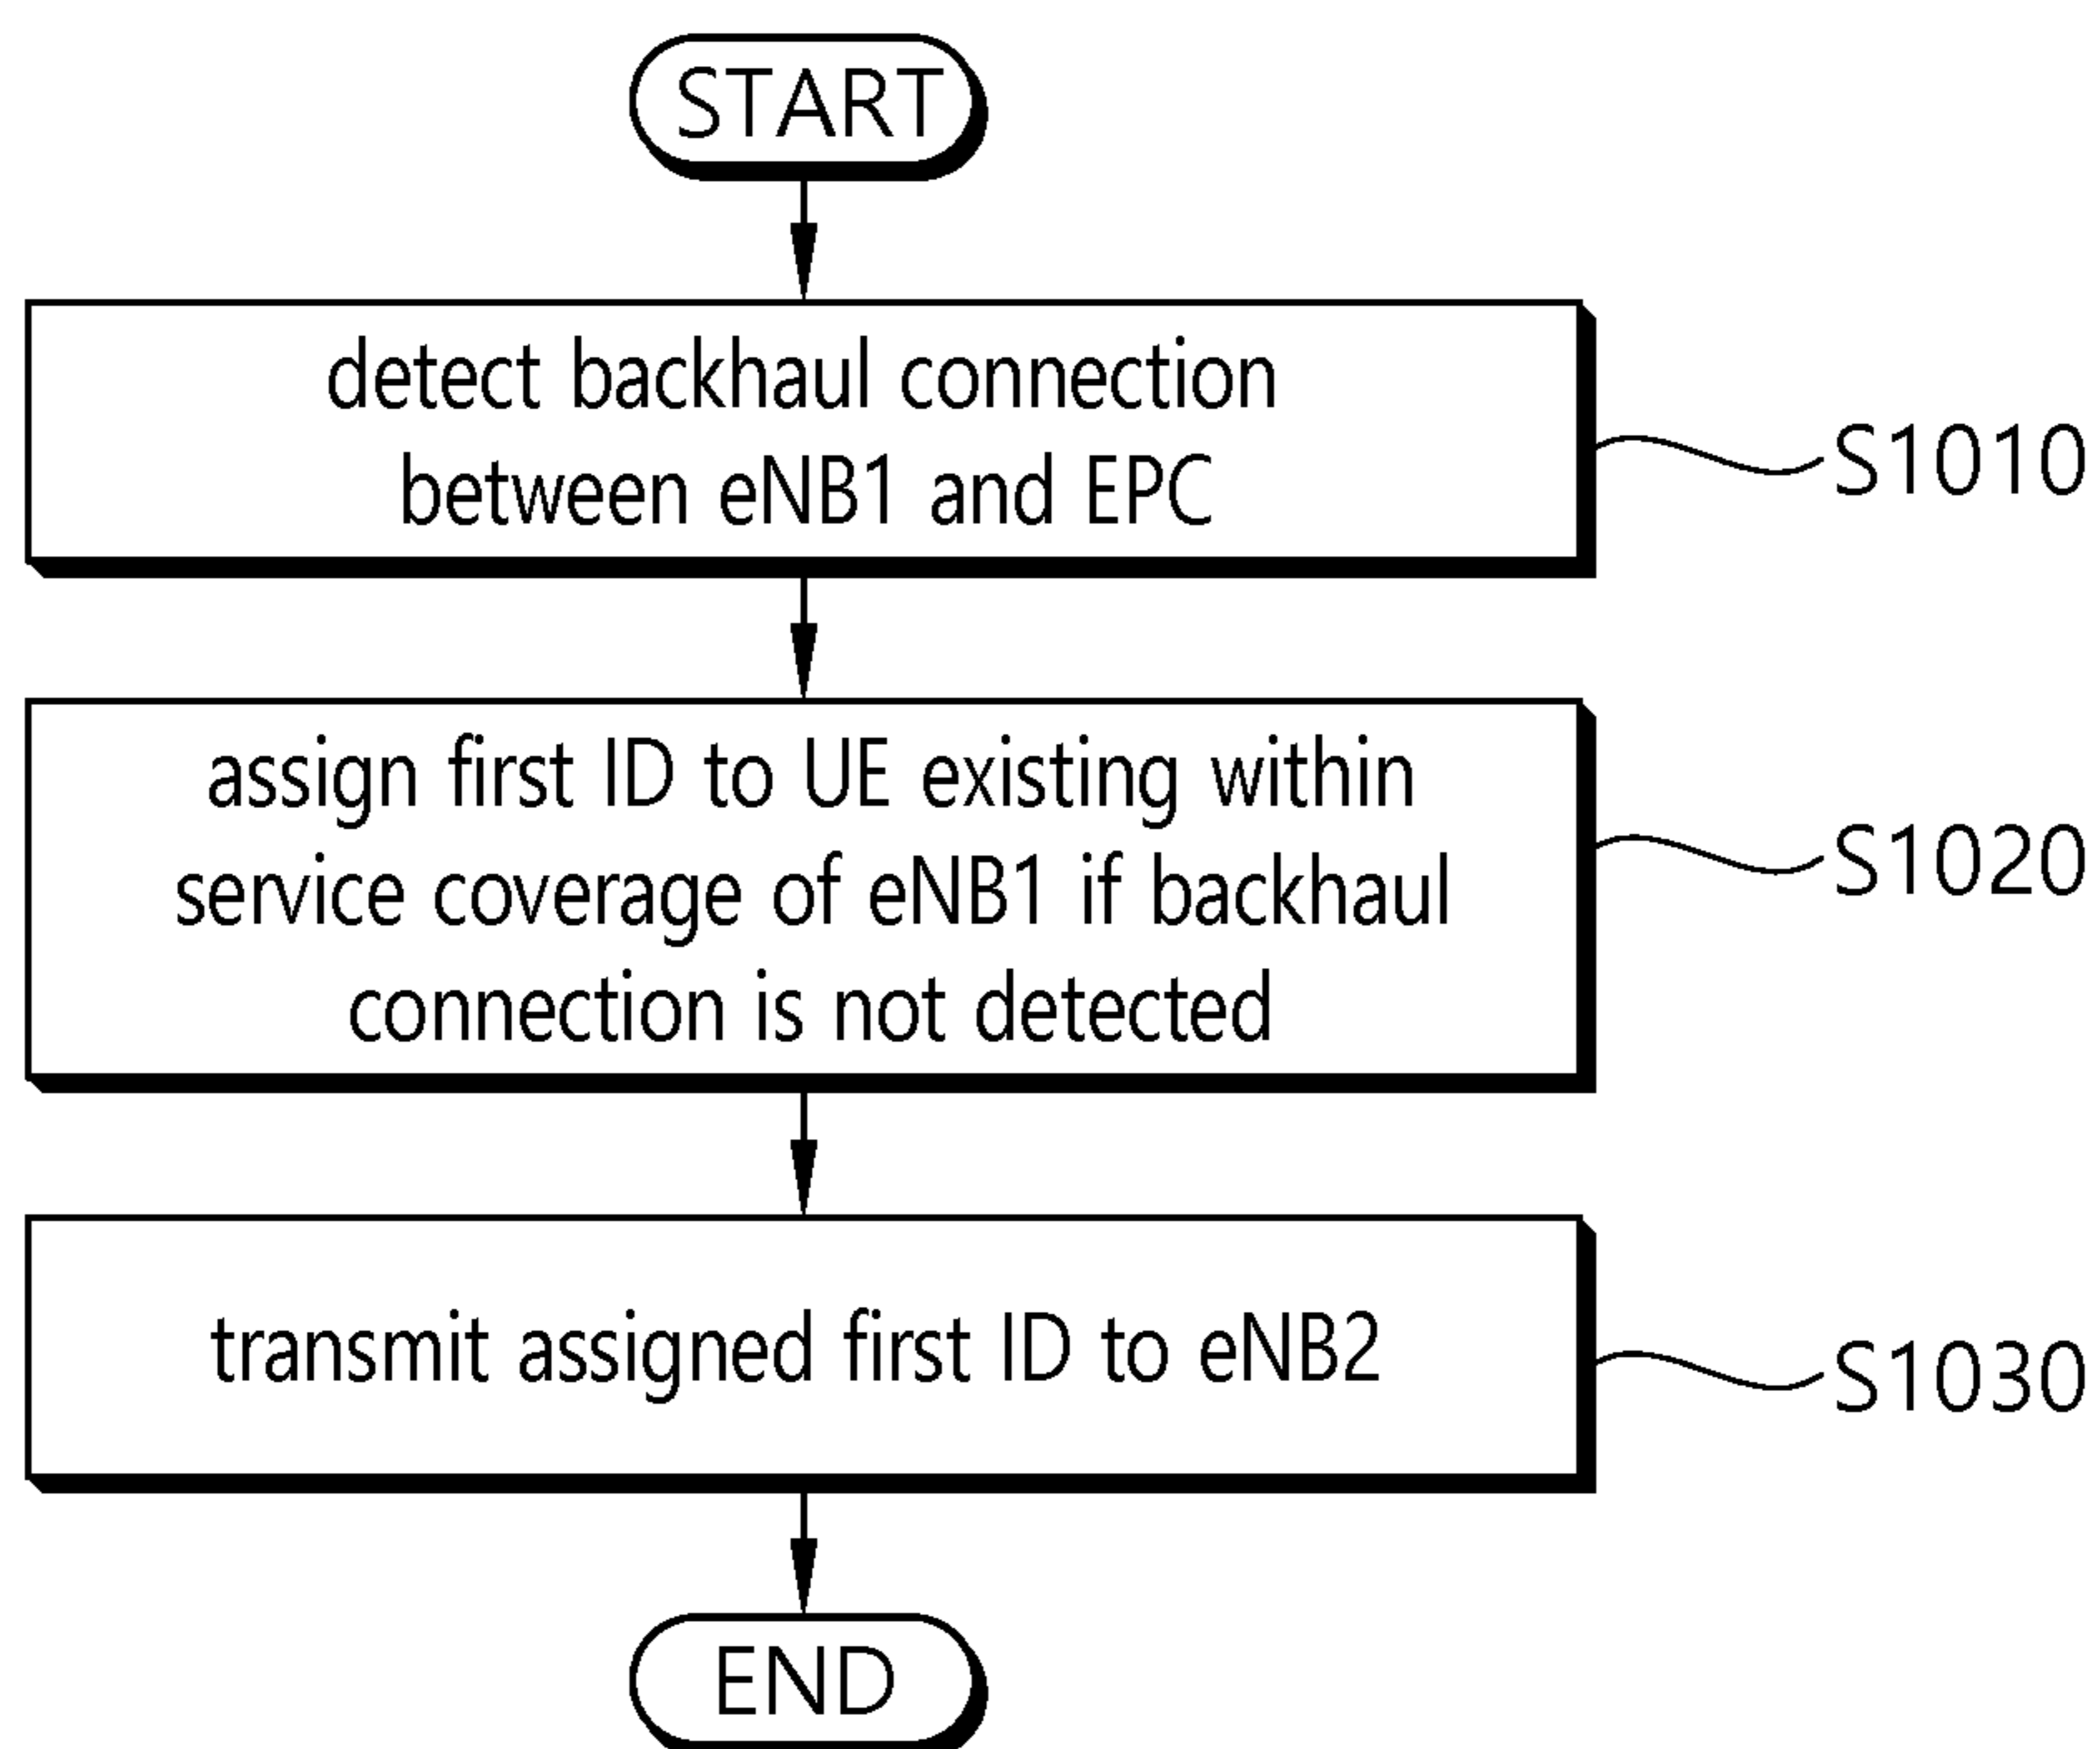 START
detect backhaul connection
between eNB1 and EPC
S1010
assign first ID to UE existing within
service coverage of eNB1 if backhaul
connection is not detected
S1020
transmit assigned first ID to eNB2
S1030
END